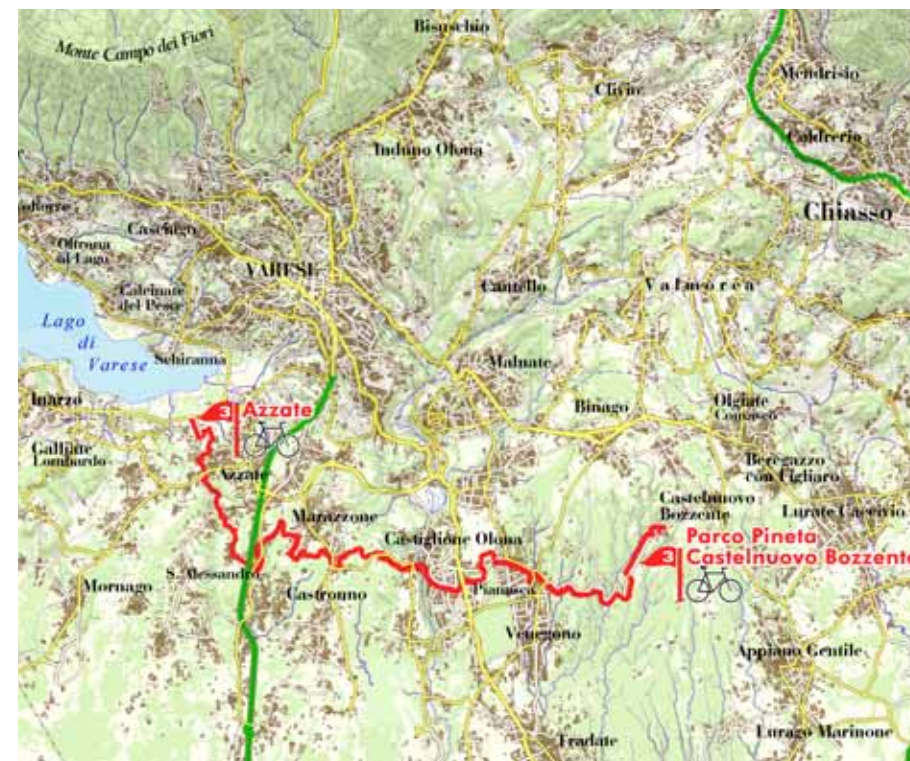 Monte Campo dei Fiori
Bisuschio
Mendrisio
Clivio
Coldrerio
Induno Olona
Chiasso
Casciago
Oltrona
al Lago
VARESE
Calcinate
del Pesce
Cantello
Valmorea
Lago
di
Varese
Schiranna
Malnate
Inarzo
3 Azzate
Binago
Olgiate
Comasco
Galliate
Lombardo
Azzate
Beregazzo
con Figliaro
Castelnuovo
Bozzente
Lurate Caccivio
Marazzone
Castiglione Olona
Parco Pineta
3 Castelnuovo Bozzente
S. Alessandro
Mornago
Castronno
Venegono
Appiano Gentile
Lurago Marinone
Fradate